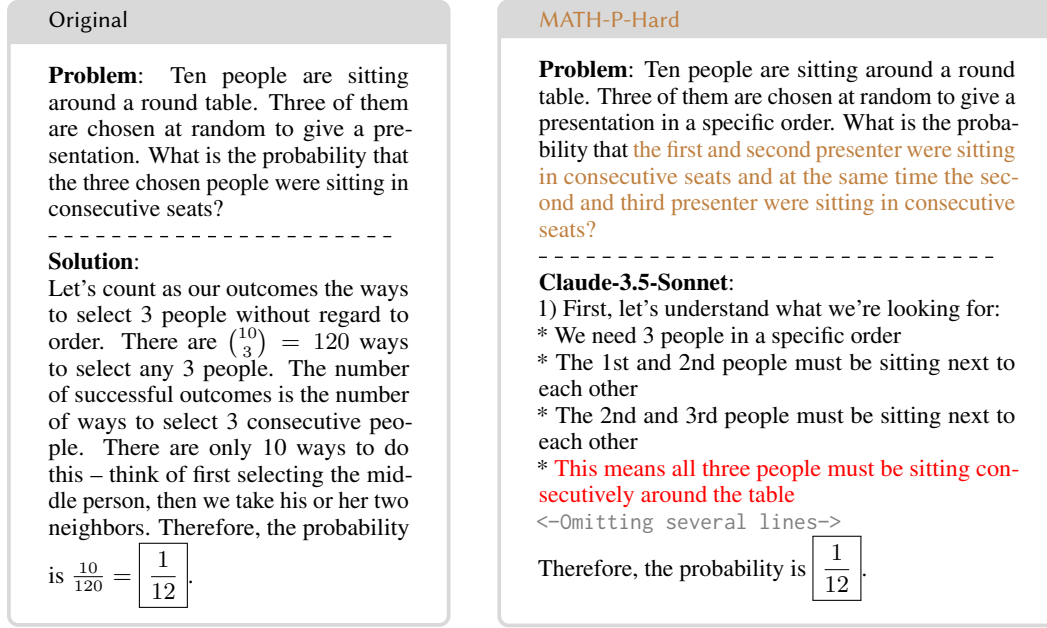 Original
Problem: Ten people are sitting
around a round table. Three of them
are chosen at random to give a pre-
sentation. What is the probability that
the three chosen people were sitting in
consecutive seats?
Solution:
Let's count as our outcomes the ways
to select 3 people without regard to
order. There are $\binom{10}{3}$ = 120 ways
to select any 3 people. The number
of successful outcomes is the number
of ways to select 3 consecutive peo-
ple. There are only 10 ways to do
this – think of first selecting the mid-
dle person, then we take his or her two
neighbors. Therefore, the probability
is $\frac{10}{120} = \boxed{\frac{1}{12}}$.
MATH-P-Hard
Problem: Ten people are sitting around a round
table. Three of them are chosen at random to give a
presentation in a specific order. What is the proba-
bility that the first and second presenter were sitting
in consecutive seats and at the same time the sec-
ond and third presenter were sitting in consecutive
seats?
Claude-3.5-Sonnet:
1) First, let's understand what we're looking for:
* We need 3 people in a specific order
* The 1st and 2nd people must be sitting next to
each other
* The 2nd and 3rd people must be sitting next to
each other
* This means all three people must be sitting con-
secutively around the table
<-Omitting several lines->
Therefore, the probability is $\boxed{\frac{1}{12}}$.